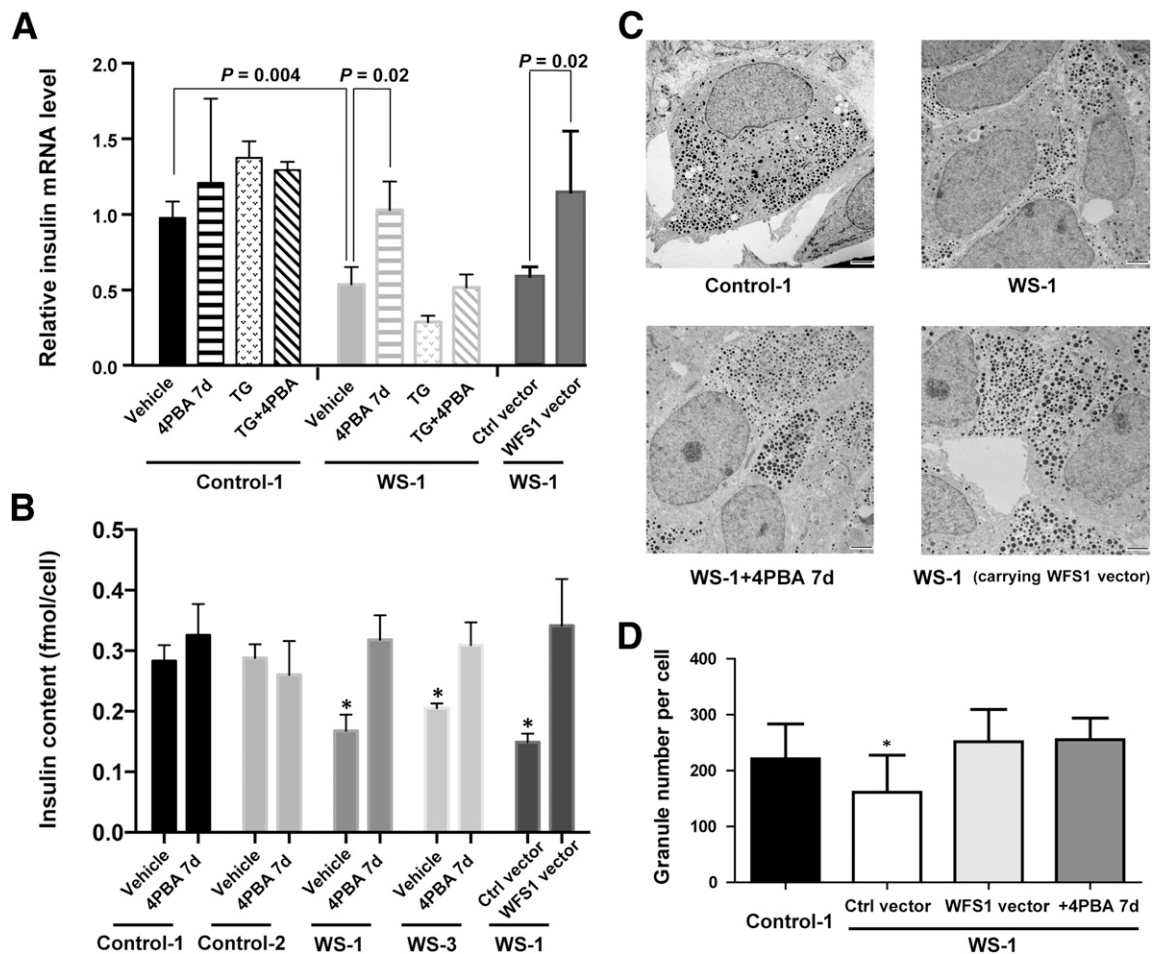 A
Relative insulin mRNA level
2.0
1.5
1.0
0.5
0.0
P = 0.004
P = 0.02
P = 0.02
Vehicle
4PBA 7d
TG
TG+4PBA
Vehicle
4PBA 7d
TG
TG+4PBA
Ctrl vector
WFS1 vector
Control-1
WS-1
WS-1
B
Insulin content (fmol/cell)
0.5
0.4
0.3
0.2
0.1
0.0
*
*
*
Vehicle
4PBA 7d
Vehicle
4PBA 7d
Vehicle
4PBA 7d
Vehicle
4PBA 7d
Ctrl vector
WFS1 vector
Control-1
Control-2
WS-1
WS-3
WS-1
C
Control-1
WS-1
WS-1+4PBA 7d
WS-1 (carrying WFS1 vector)
D
Granule number per cell
400
300
200
100
0
*
Control-1
Ctrl vector
WFS1 vector
+4PBA 7d
WS-1